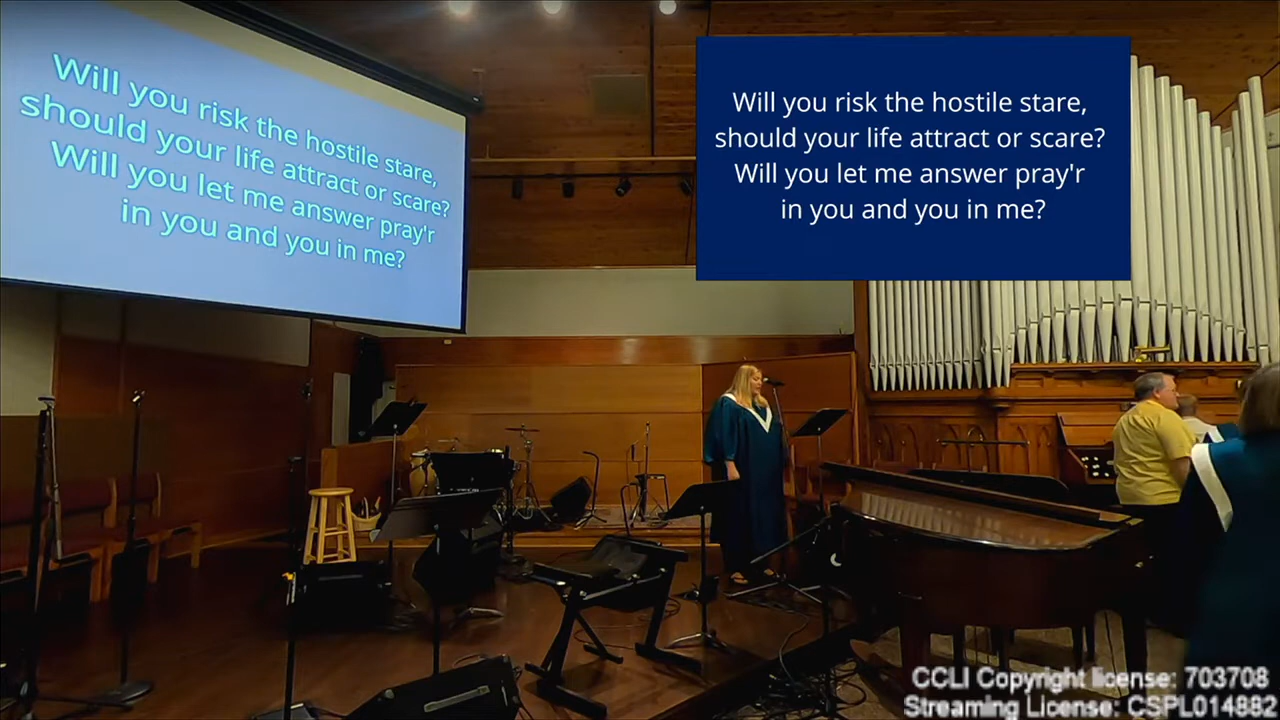 Will you risk the hostile stare,
should your life attract or scare?
Will you let me answer pray'r
in you and you in me?
Will you risk the hostile stare,
should your life attract or scare?
Will you let me answer pray'r
in you and you in me?
CCLI Copyright license: 703708
Streaming License: CSPL014882